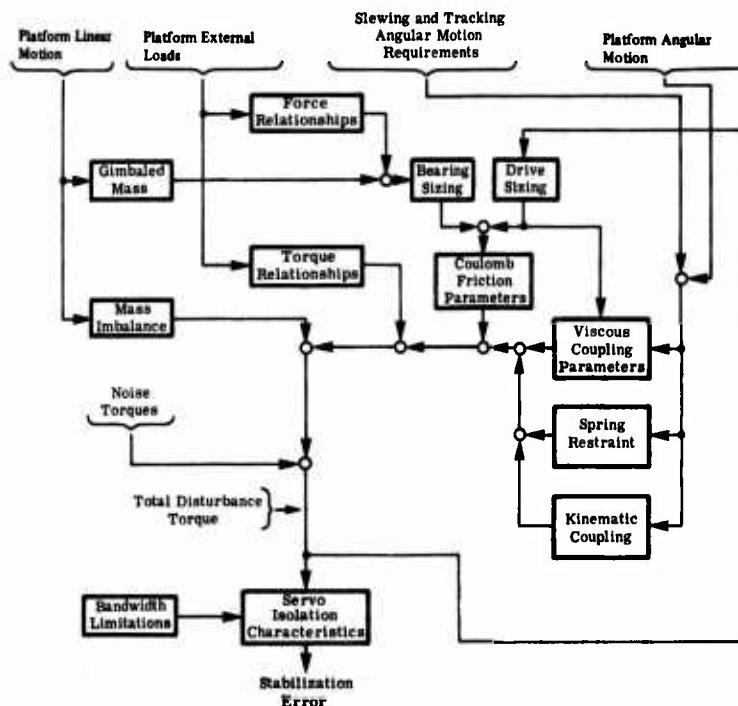 Platform Linear
Motion
Platform External
Loads
Slewing and Tracking
Angular Motion
Requirements
Platform Angular
Motion
Force
Relationships
Gimbaled
Mass
Bearing
Sizing
Drive
Sizing
Torque
Relationships
Coulomb
Friction
Parameters
Mass
Imbalance
Viscous
Coupling
Parameters
Noise
Torques
Spring
Restraint
Total Disturbance
Torque
Kinematic
Coupling
Bandwidth
Limitations
Servo
Isolation
Characteristics
Stabilization
Error